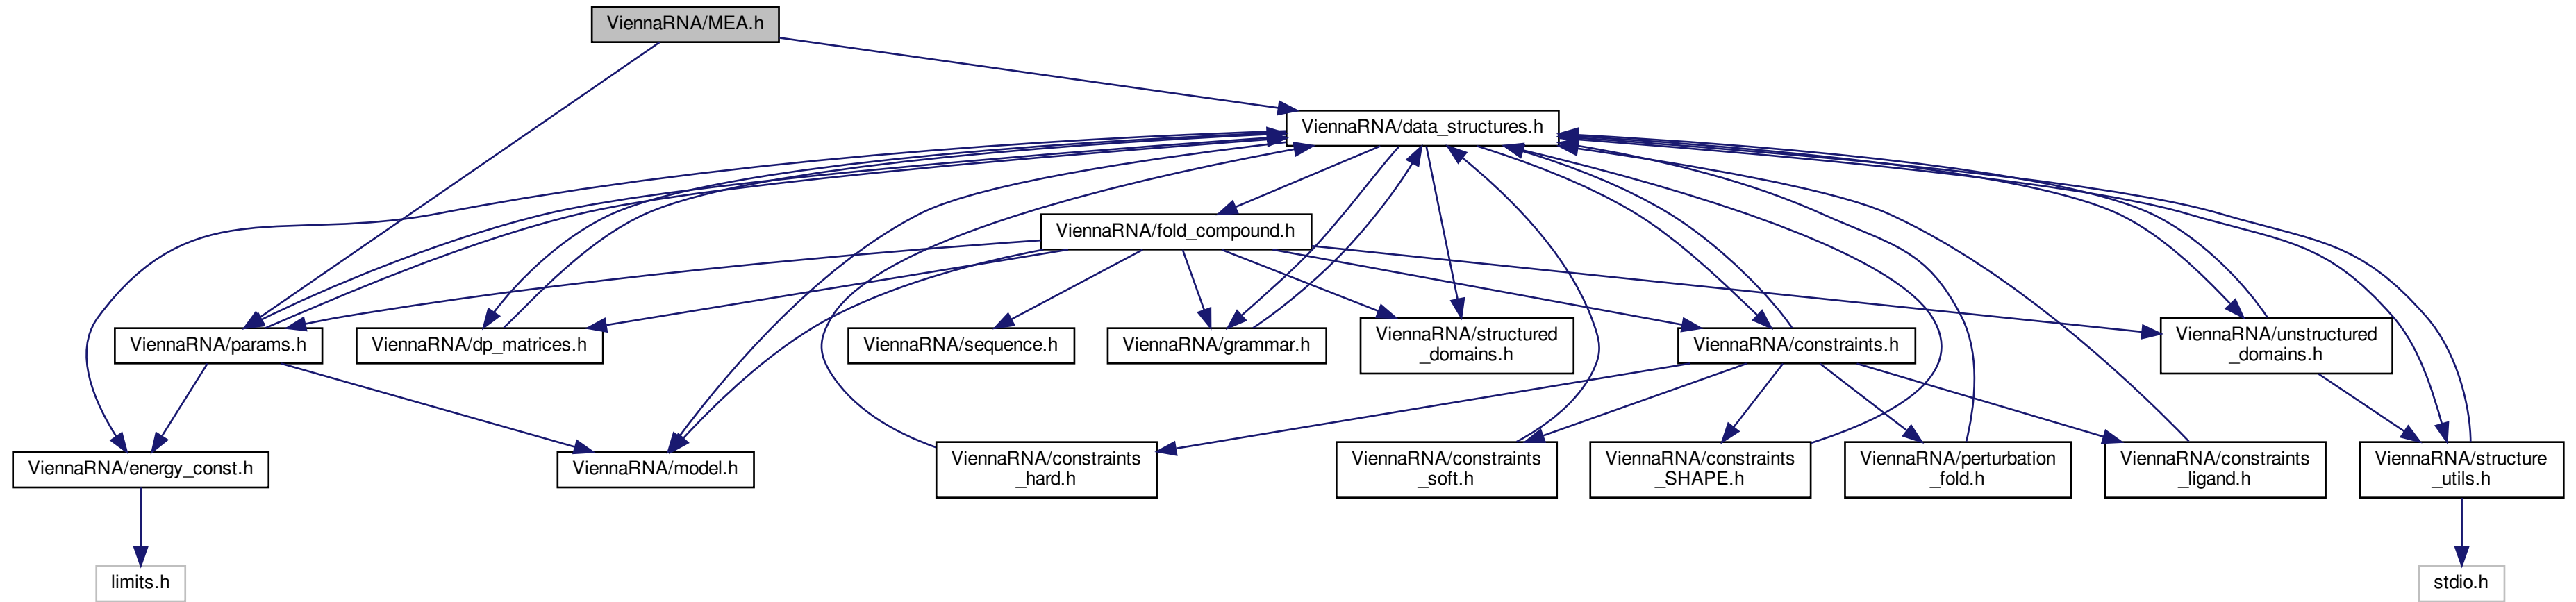 ViennaRNA/MEA.h
ViennaRNA/data_structures.h
ViennaRNA/fold_compound.h
ViennaRNA/params.h
ViennaRNA/dp_matrices.h
ViennaRNA/sequence.h
ViennaRNA/grammar.h
ViennaRNA/structured
_domains.h
ViennaRNA/constraints.h
ViennaRNA/unstructured
_domains.h
ViennaRNA/energy_const.h
ViennaRNA/model.h
ViennaRNA/constraints
_hard.h
ViennaRNA/constraints
_soft.h
ViennaRNA/constraints
_SHAPE.h
ViennaRNA/perturbation
_fold.h
ViennaRNA/constraints
_ligand.h
ViennaRNA/structure
_utils.h
limits.h
stdio.h